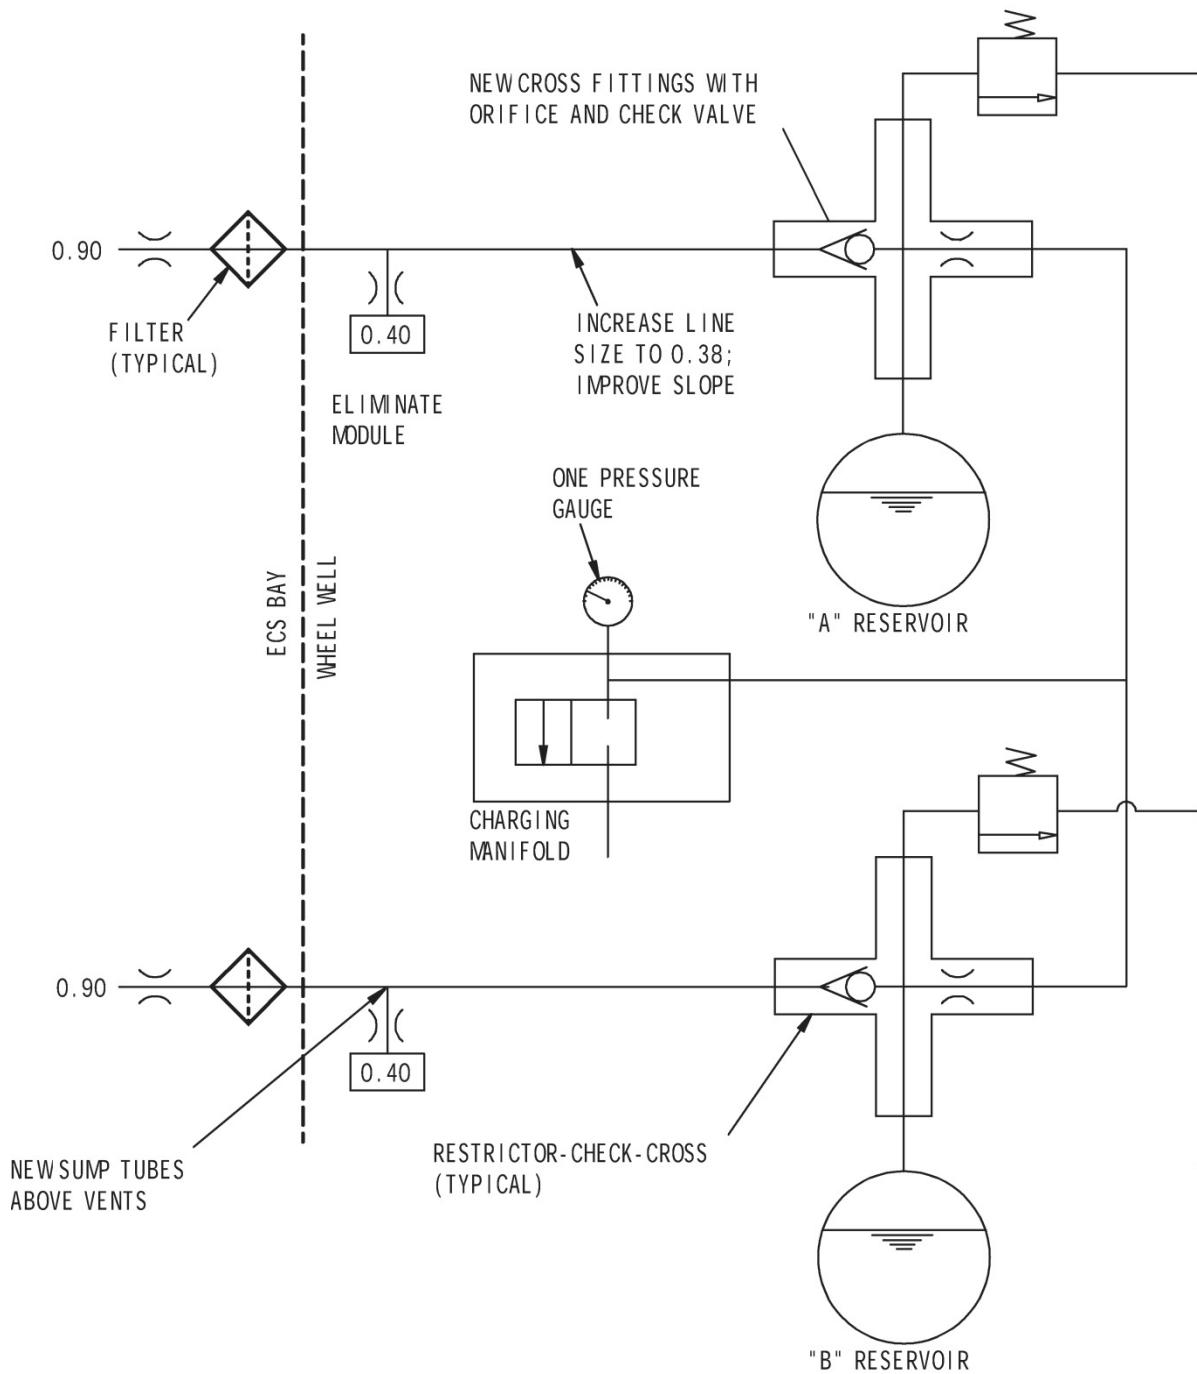 NEW CROSS FITTINGS WITH
ORIFICE AND CHECK VALVE
0.90
FILTER
(TYPICAL)
0.40
ELIMINATE
MODULE
INCREASE LINE
SIZE TO 0.38;
IMPROVE SLOPE
ONE PRESSURE
GAUGE
"A" RESERVOIR
ECS BAY
WHEEL WELL
CHARGING
MANIFOLD
0.90
0.40
NEW SUMP TUBES
ABOVE VENTS
RESTRICTOR-CHECK-CROSS
(TYPICAL)
"B" RESERVOIR